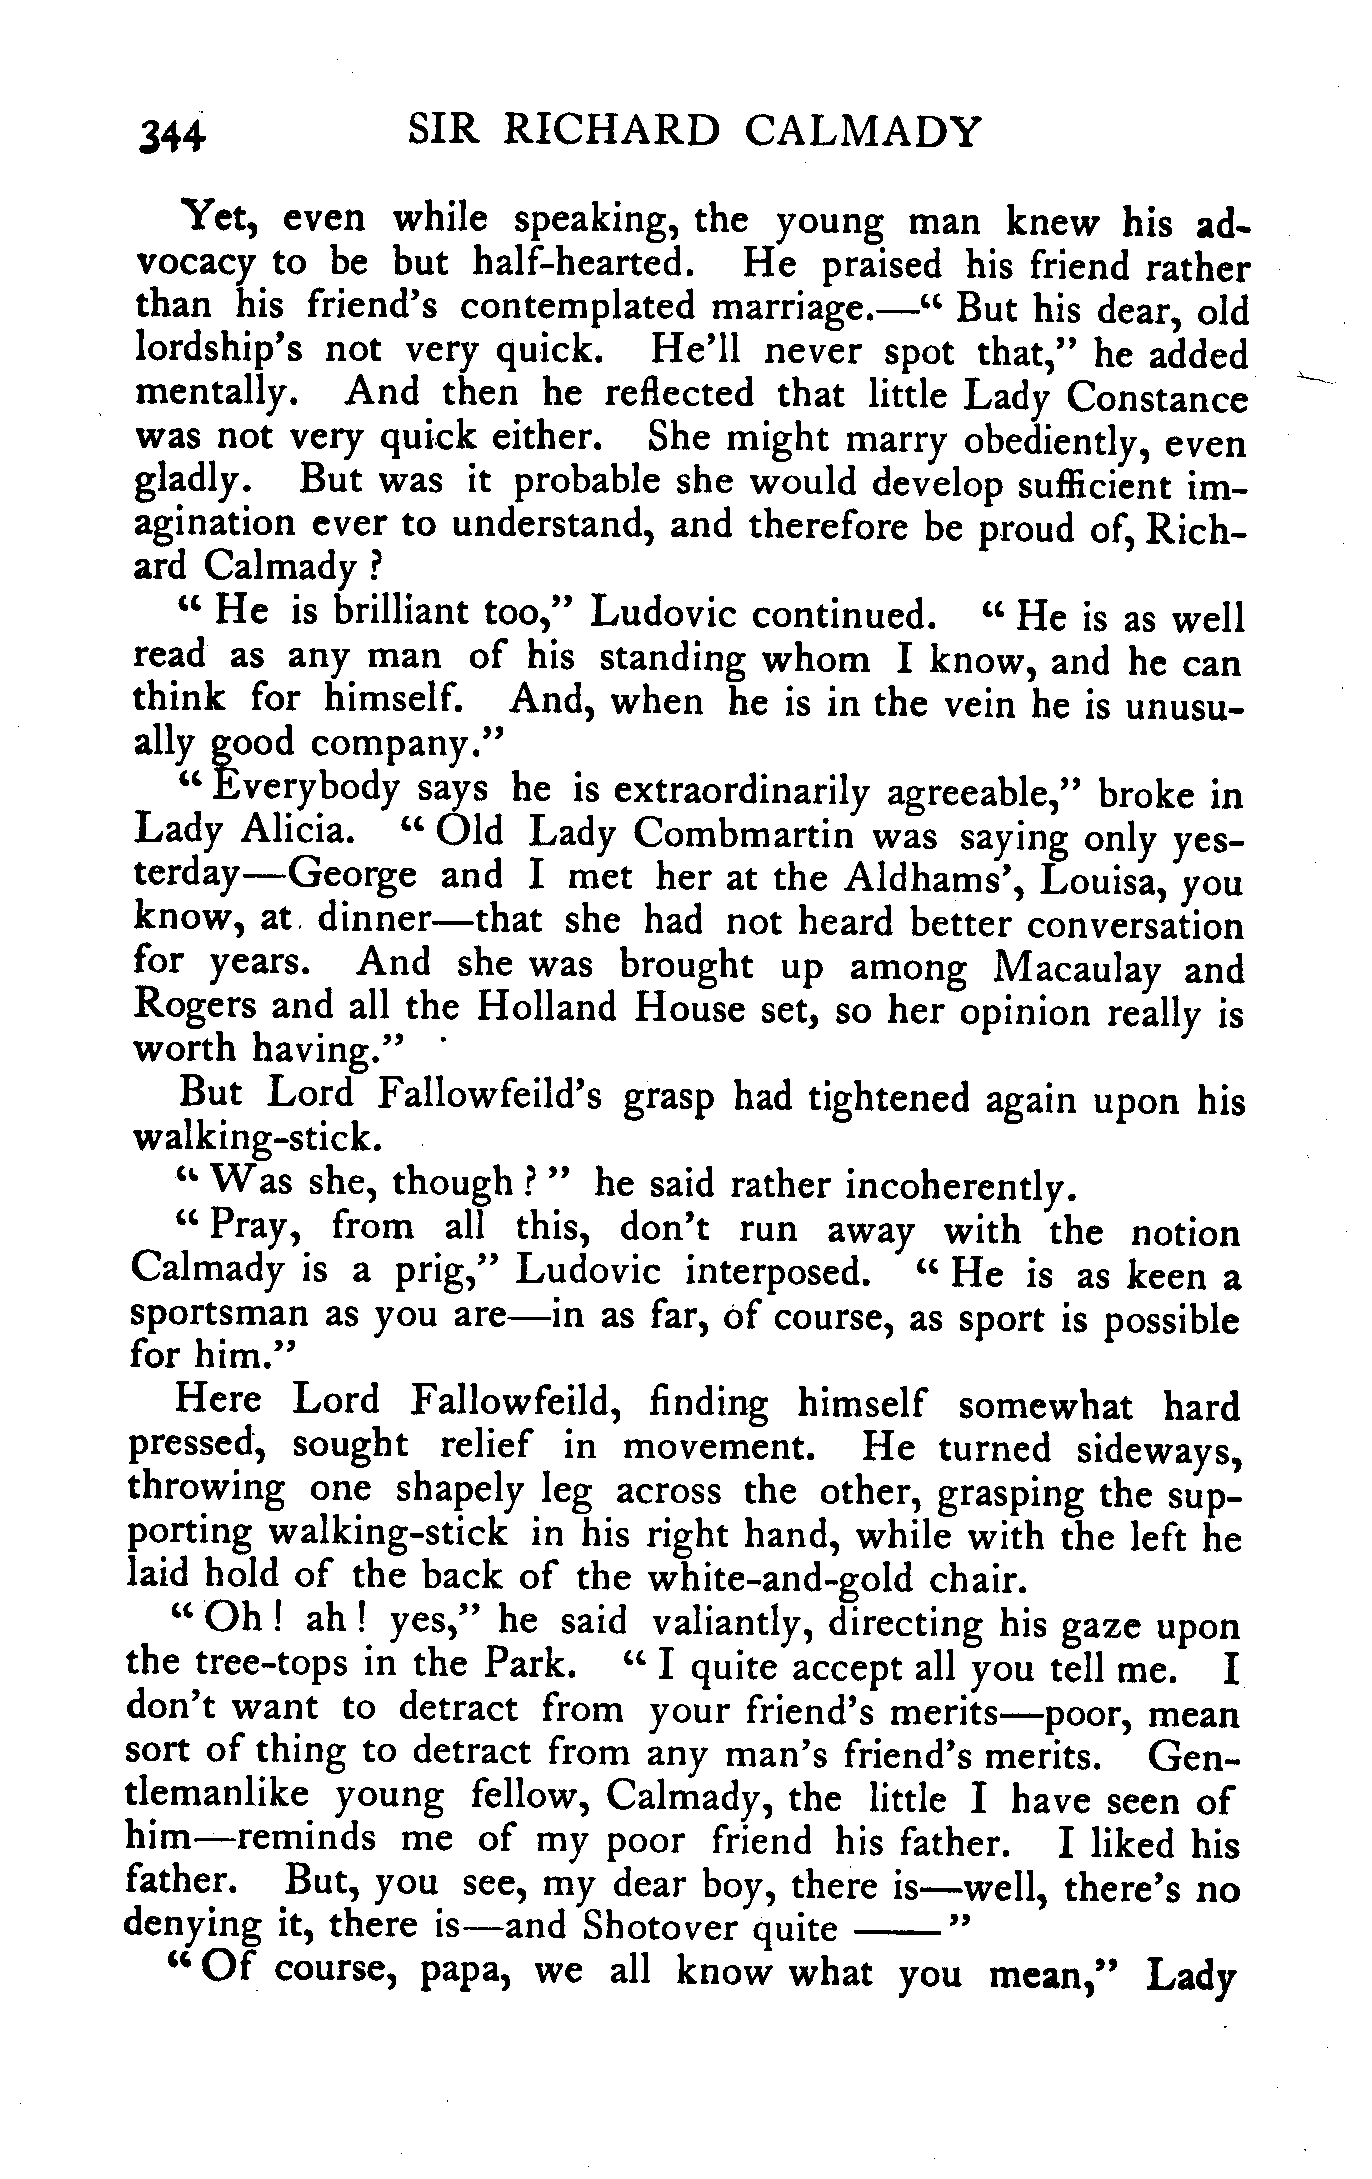 344 SIR RICHARD CALMADY
Yet, even while speaking, the young man knew his ad-
vocacy to be but half-hearted. He praised his friend rather
than his friend's contemplated marriage.—“ But his dear, old
lordship's not very quick. He'll never spot that,” he added
mentally. And then he reflected that little Lady Constance
was not very quick either. She might marry obediently, even
gladly. But was it probable she would develop sufficient im-
agination ever to understand, and therefore be proud of, Rich-
ard Calmady ?
“ He is brilliant too,” Ludovic continued. “ He is as well
read as any man of his standing whom I know, and he can
think for himself. And, when he is in the vein he is unusu-
ally good company.”
“ Everybody says he is extraordinarily agreeable,” broke in
Lady Alicia. “ Old Lady Combmartin was saying only yes-
terday—George and I met her at the Aldhams', Louisa, you
know, at dinner—that she had not heard better conversation
for years. And she was brought up among Macaulay and
Rogers and all the Holland House set, so her opinion really is
worth having.”
But Lord Fallowfeild's grasp had tightened again upon his
walking-stick.
“ Was she, though ? ” he said rather incoherently.
“ Pray, from all this, don't run away with the notion
Calmady is a prig,” Ludovic interposed. “ He is as keen a
sportsman as you are—in as far, of course, as sport is possible
for him.”
Here Lord Fallowfeild, finding himself somewhat hard
pressed, sought relief in movement. He turned sideways,
throwing one shapely leg across the other, grasping the sup-
porting walking-stick in his right hand, while with the left he
laid hold of the back of the white-and-gold chair.
“ Oh ! ah ! yes,” he said valiantly, directing his gaze upon
the tree-tops in the Park. “ I quite accept all you tell me. I
don't want to detract from your friend's merits—poor, mean
sort of thing to detract from any man's friend's merits. Gen-
tlemanlike young fellow, Calmady, the little I have seen of
him—reminds me of my poor friend his father. I liked his
father. But, you see, my dear boy, there is—well, there's no
denying it, there is—and Shotover quite ——”
“ Of course, papa, we all know what you mean,” Lady